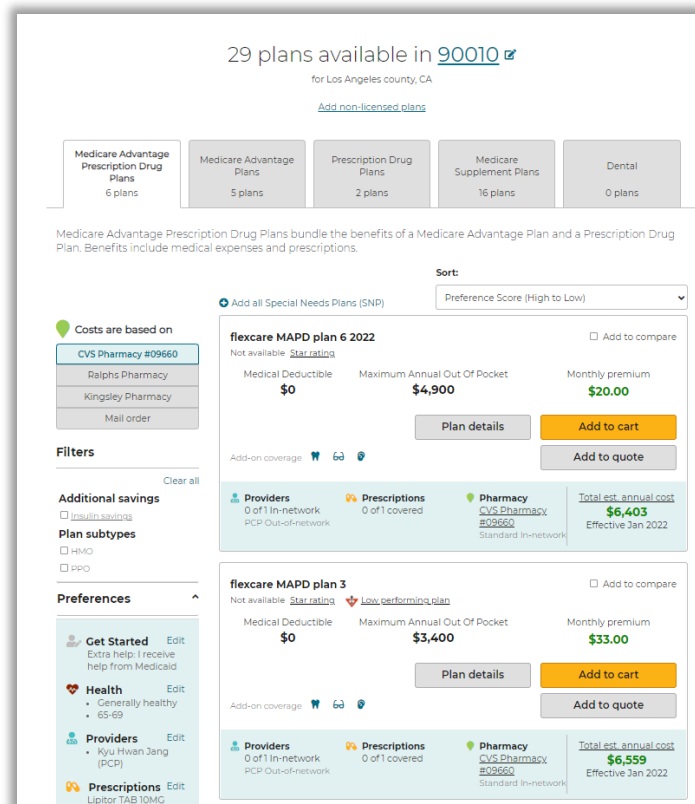 29 plans available in 90010
for Los Angeles county, CA
Add non-licensed plans
Medicare Advantage
Prescription Drug
Plans
6 plans
Medicare Advantage
Plans
5 plans
Prescription Drug
Plans
2 plans
Medicare
Supplement Plans
16 plans
Dental
0 plans
Medicare Advantage Prescription Drug Plans bundle the benefits of a Medicare Advantage Plan and a Prescription Drug
Plan. Benefits include medical expenses and prescriptions.
Sort:
Add all Special Needs Plans (SNP)
Preference Score (High to Low)
Costs are based on
CVS Pharmacy #09660
Ralphs Pharmacy
Kingsley Pharmacy
Mail order
Filters
Clear all
Additional savings
Insulin savings
Plan subtypes
HMO
PPO
Preferences
Get Started Edit
Extra help: I receive
help from Medicaid
Health Edit
• Generally healthy
• 65-69
Providers Edit
• Kyu Hwan Jang
(PCP)
Prescriptions Edit
Lipitor TAB 10MG
flexcare MAPD plan 6 2022
Add to compare
Not available Star rating
Medical Deductible
$0
Maximum Annual Out Of Pocket
$4,900
Monthly premium
$20.00
Plan details
Add to cart
Add-on coverage
Add to quote
Providers
0 of 1 In-network
PCP Out-of-network
Prescriptions
0 of 1 covered
Pharmacy
CVS Pharmacy
#09660
Standard In-network
Total est. annual cost
$6,403
Effective Jan 2022
flexcare MAPD plan 3
Add to compare
Not available Star rating Low performing plan
Medical Deductible
$0
Maximum Annual Out Of Pocket
$3,400
Monthly premium
$33.00
Plan details
Add to cart
Add-on coverage
Add to quote
Providers
0 of 1 In-network
PCP Out-of-network
Prescriptions
0 of 1 covered
Pharmacy
CVS Pharmacy
#09660
Standard In-network
Total est. annual cost
$6,559
Effective Jan 2022